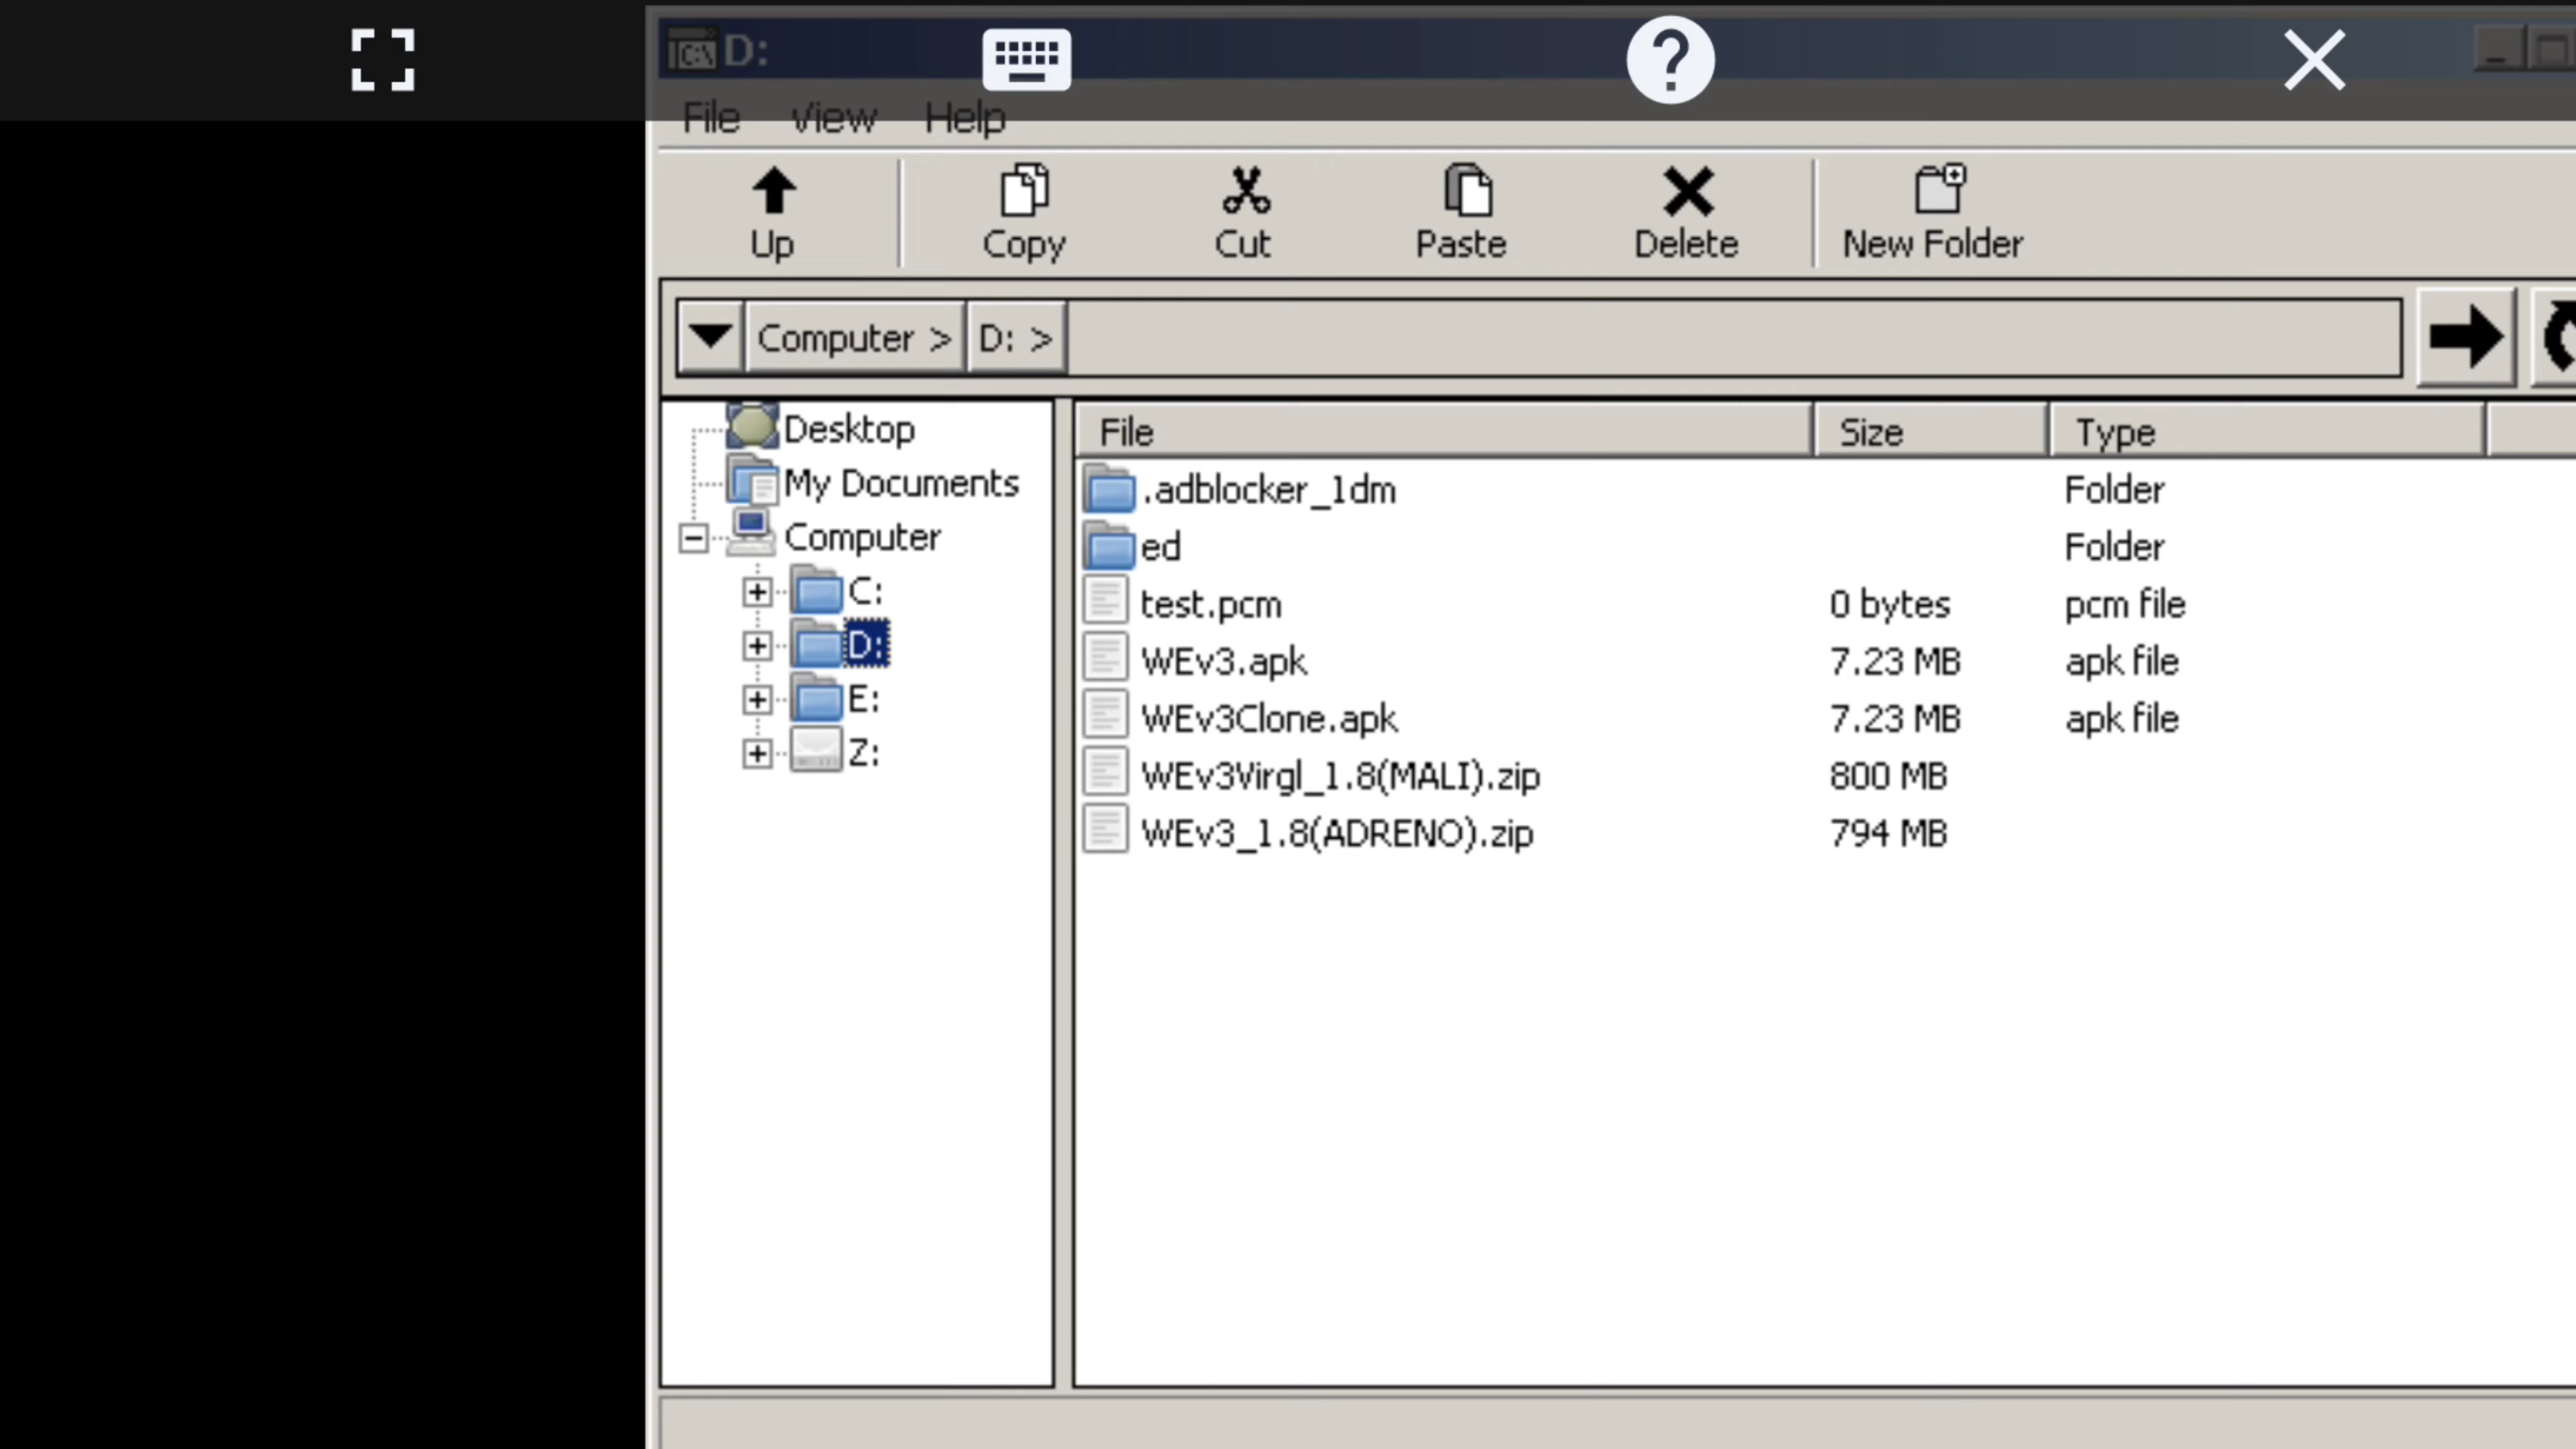 D:
File View Help
Up Copy Cut Paste Delete New Folder
Computer > D: >
Desktop
My Documents
Computer
C:
D:
E:
Z:
File Size Type
.adblocker_1dm Folder
ed Folder
test.pcm 0 bytes pcm file
WEv3.apk 7.23 MB apk file
WEv3Clone.apk 7.23 MB apk file
WEv3Virgl_1.8(MALI).zip 800 MB
WEv3_1.8(ADRENO).zip 794 MB